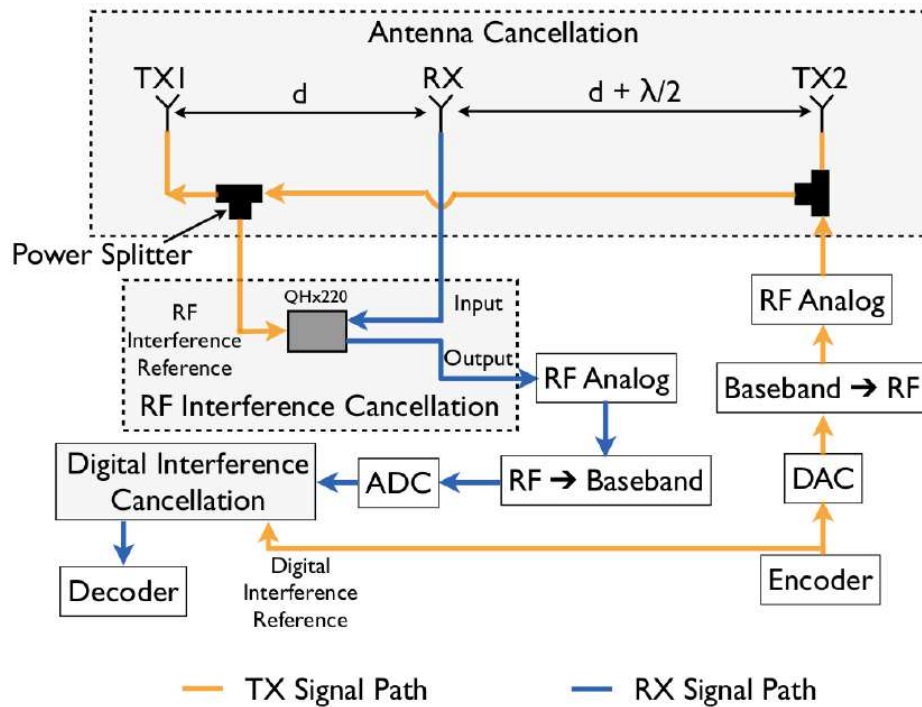 Antenna Cancellation
TX1
RX
TX2
d
d + λ/2
Power Splitter
QHx220
RF
Interference
Reference
Input
Output
RF Interference Cancellation
RF Analog
RF Analog
Baseband → RF
Digital Interference
Cancellation
ADC
RF → Baseband
DAC
Decoder
Digital
Interference
Reference
Encoder
TX Signal Path
RX Signal Path